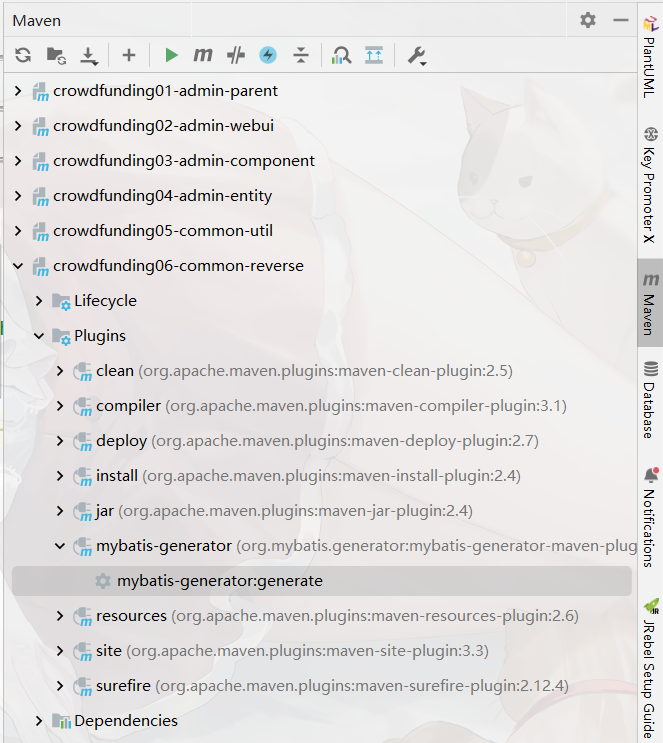 Maven
crowdfunding01-admin-parent
crowdfunding02-admin-webui
crowdfunding03-admin-component
crowdfunding04-admin-entity
crowdfunding05-common-util
crowdfunding06-common-reverse
Lifecycle
Plugins
clean (org.apache.maven.plugins:maven-clean-plugin:2.5)
compiler (org.apache.maven.plugins:maven-compiler-plugin:3.1)
deploy (org.apache.maven.plugins:maven-deploy-plugin:2.7)
install (org.apache.maven.plugins:maven-install-plugin:2.4)
jar (org.apache.maven.plugins:maven-jar-plugin:2.4)
mybatis-generator (org.mybatis.generator:mybatis-generator-maven-plug
mybatis-generator:generate
resources (org.apache.maven.plugins:maven-resources-plugin:2.6)
site (org.apache.maven.plugins:maven-site-plugin:3.3)
surefire (org.apache.maven.plugins:maven-surefire-plugin:2.12.4)
Dependencies
PlantUML
Key Promoter X
Maven
Database
Notifications
JRebel Setup Guide